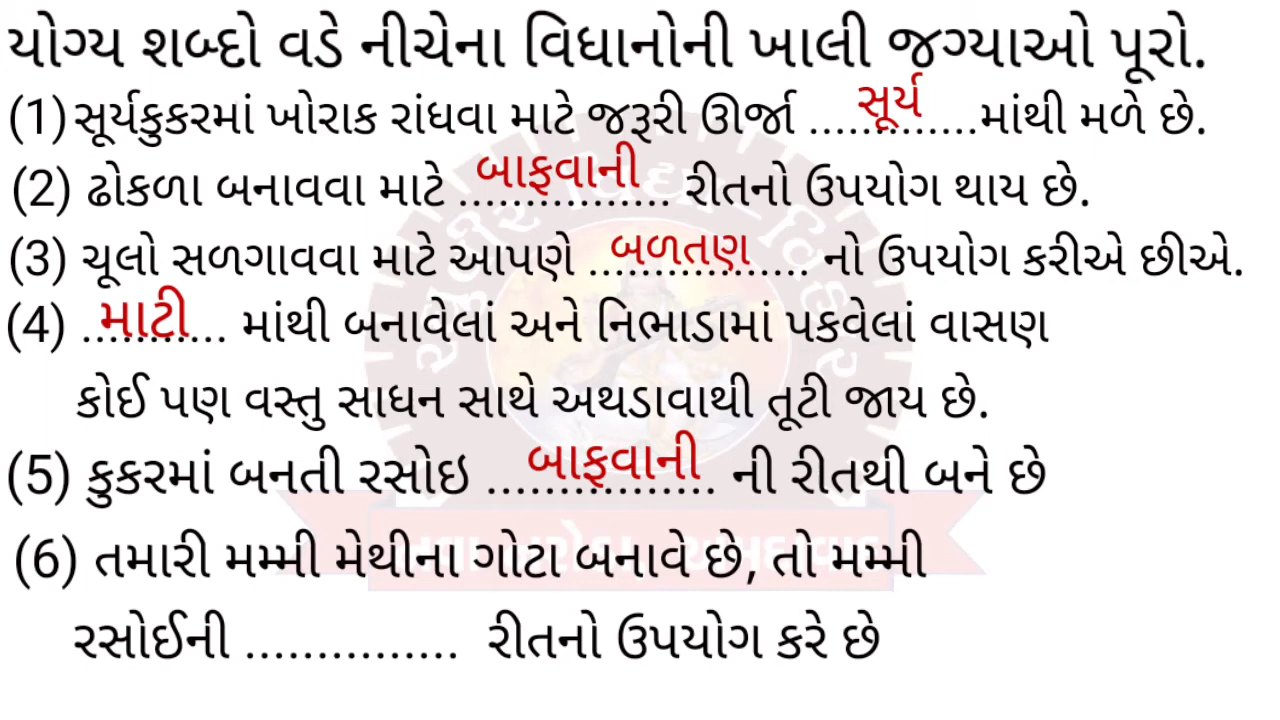 યોગ્ય શબ્દો વડે નીચેના વિધાનોની ખાલી જગ્યાઓ પૂરો.
(1) સૂર્યકુકરમાં ખોરાક રાંધવા માટે જરૂરી ઊર્જા .....સૂર્ય.....માંથી મળે છે.
(2) ઢોકળા બનાવવા માટે .....બાફવાની..... રીતનો ઉપયોગ થાય છે.
(3) ચૂલો સળગાવવા માટે આપણે .....બળતણ..... નો ઉપયોગ કરીએ છીએ.
(4) .....માટી..... માંથી બનાવેલાં અને નિભાડામાં પકવેલાં વાસણ
કોઈ પણ વસ્તુ સાધન સાથે અથડાવાથી તૂટી જાય છે.
(5) કુકરમાં બનતી રસોઇ .....બાફવાની..... ની રીતથી બને છે
(6) તમારી મમ્મી મેથીના ગોટા બનાવે છે, તો મમ્મી
રસોઈની ............... રીતનો ઉપયોગ કરે છે